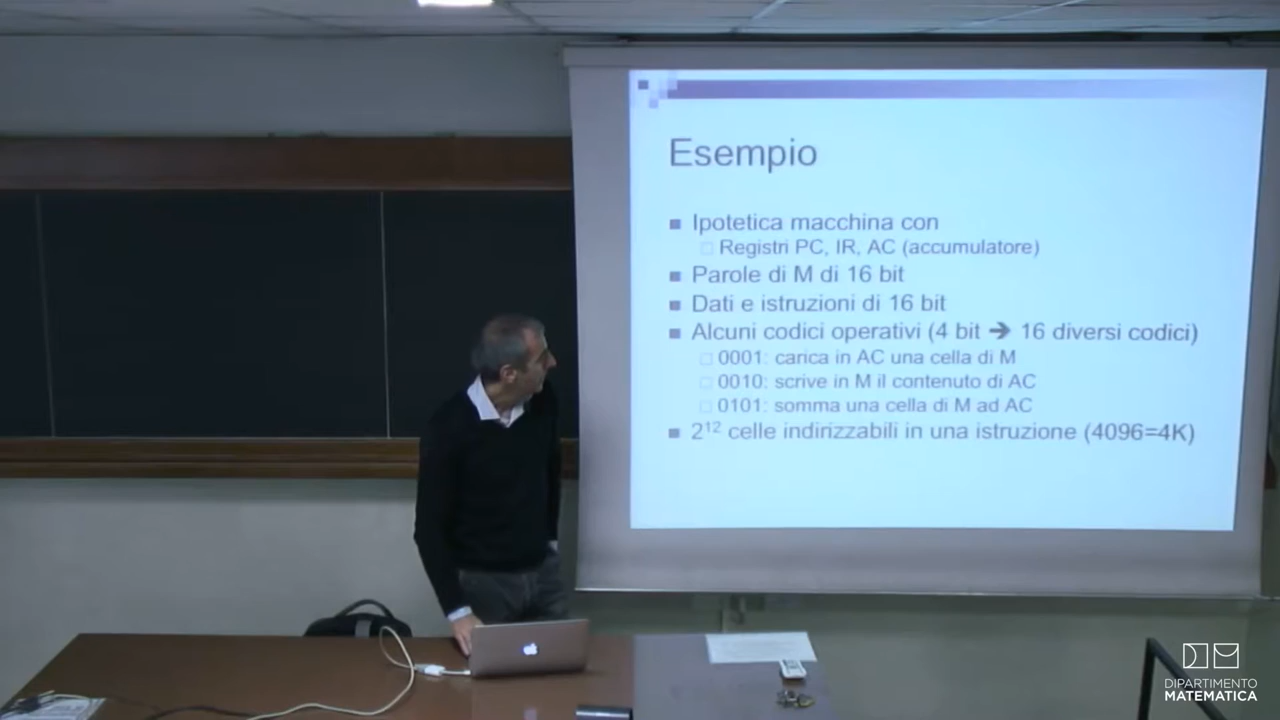 Esempio
Ipotetica macchina con
Registri PC, IR, AC (accumulatore)
Parole di M di 16 bit
Dati e istruzioni di 16 bit
Alcuni codici operativi (4 bit → 16 diversi codici)
0001: carica in AC una cella di M
0010: scrive in M il contenuto di AC
0101: somma una cella di M ad AC
2¹² celle indirizzabili in una istruzione (4096=4K)
DIPARTIMENTO
MATEMATICA